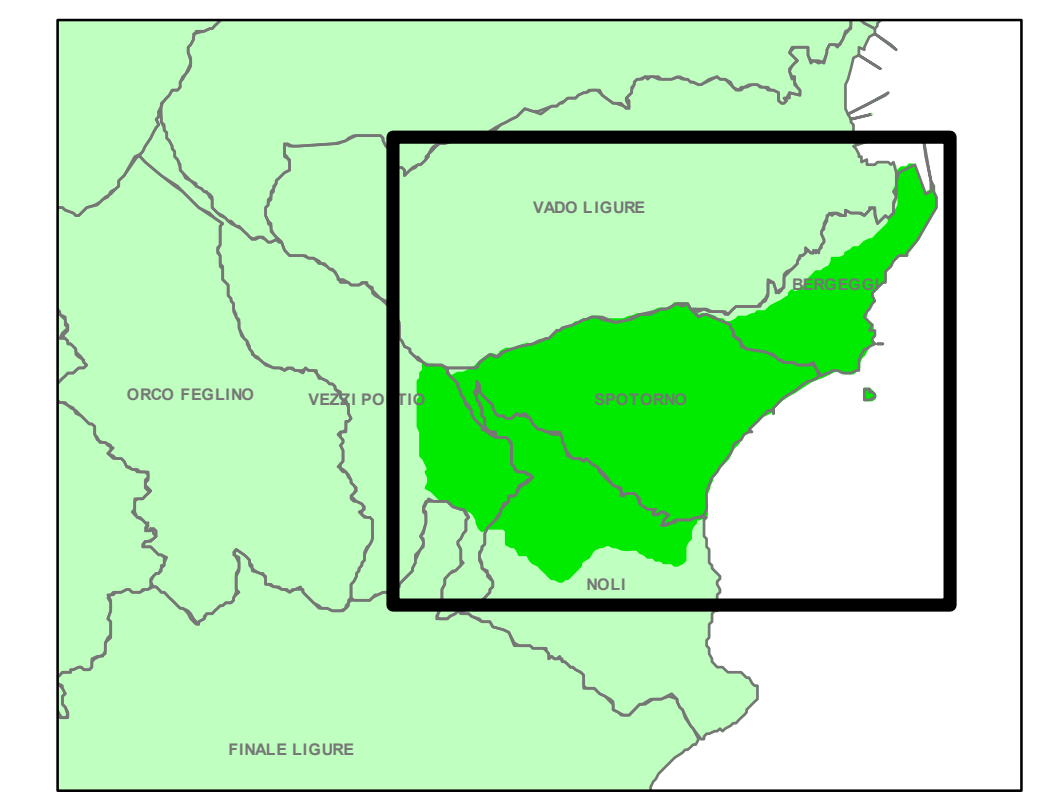 VADO LIGURE
BERGEGGI
ORCO FEGLINO
VEZZI PORTIO
SPOTORNO
NOLI
FINALE LIGURE